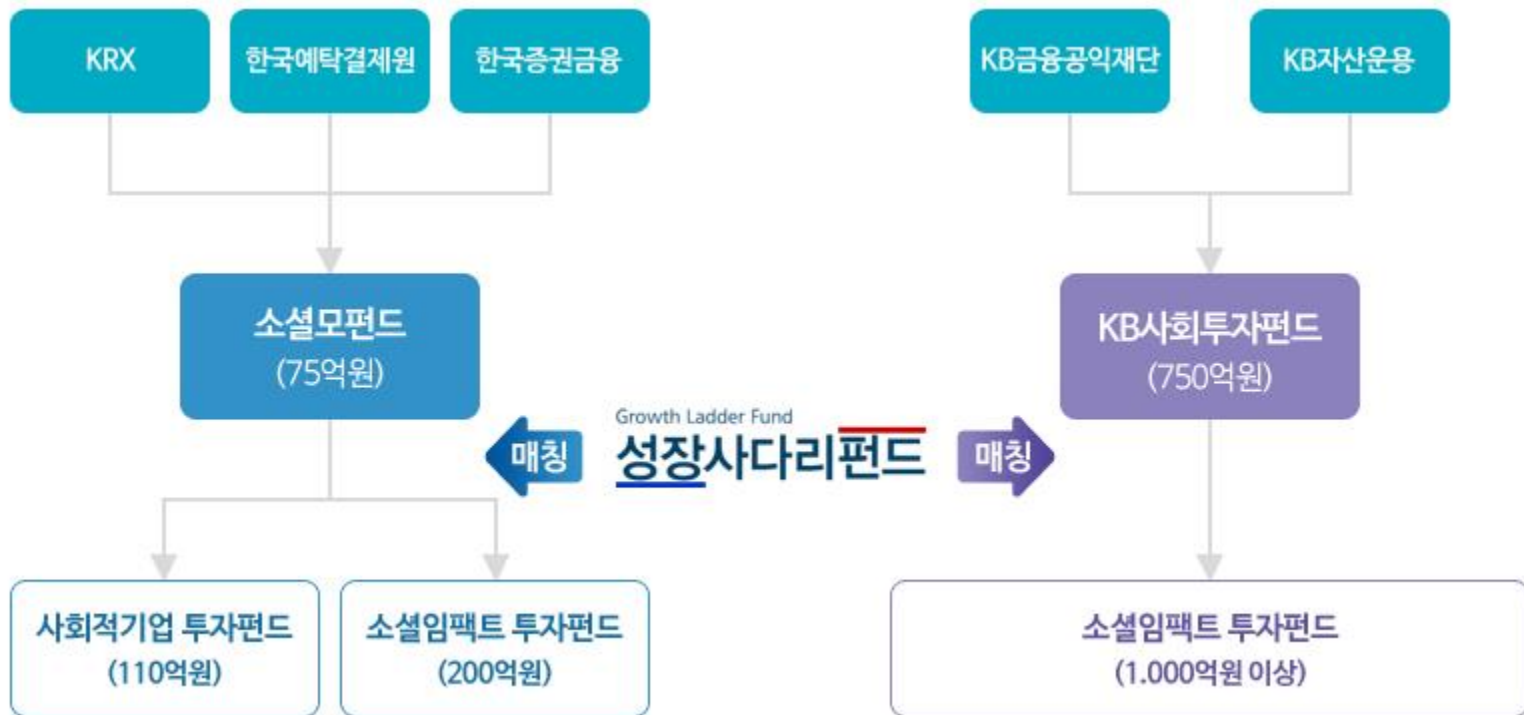 KRX
한국예탁결제원
한국증권금융
KB금융공익재단
KB자산운용
소셜모펀드
(75억원)
KB사회투자펀드
(750억원)
매칭
Growth Ladder Fund
성장사다리펀드
매칭
사회적기업 투자펀드
(110억원)
소셜임팩트 투자펀드
(200억원)
소셜임팩트 투자펀드
(1.000억원 이상)